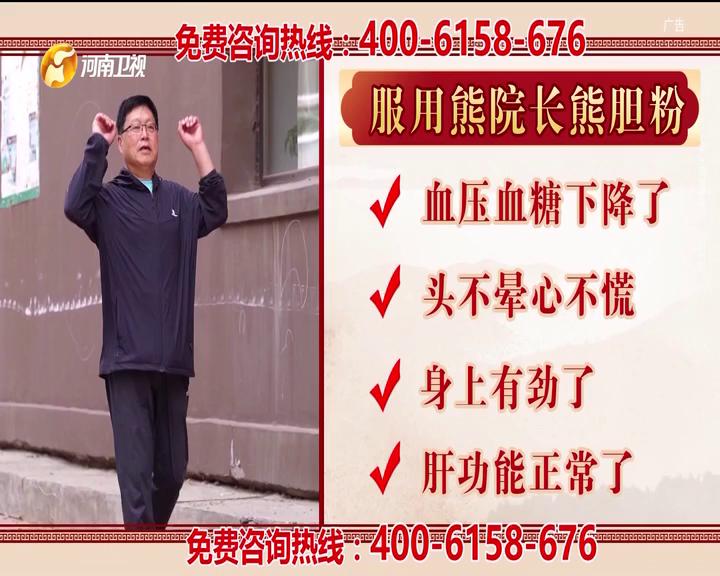 免费咨询热线：400-6158-676
广告
河南卫视
服用熊院长熊胆粉
血压血糖下降了
头不晕心不慌
身上有劲了
肝功能正常了
免费咨询热线：400-6158-676